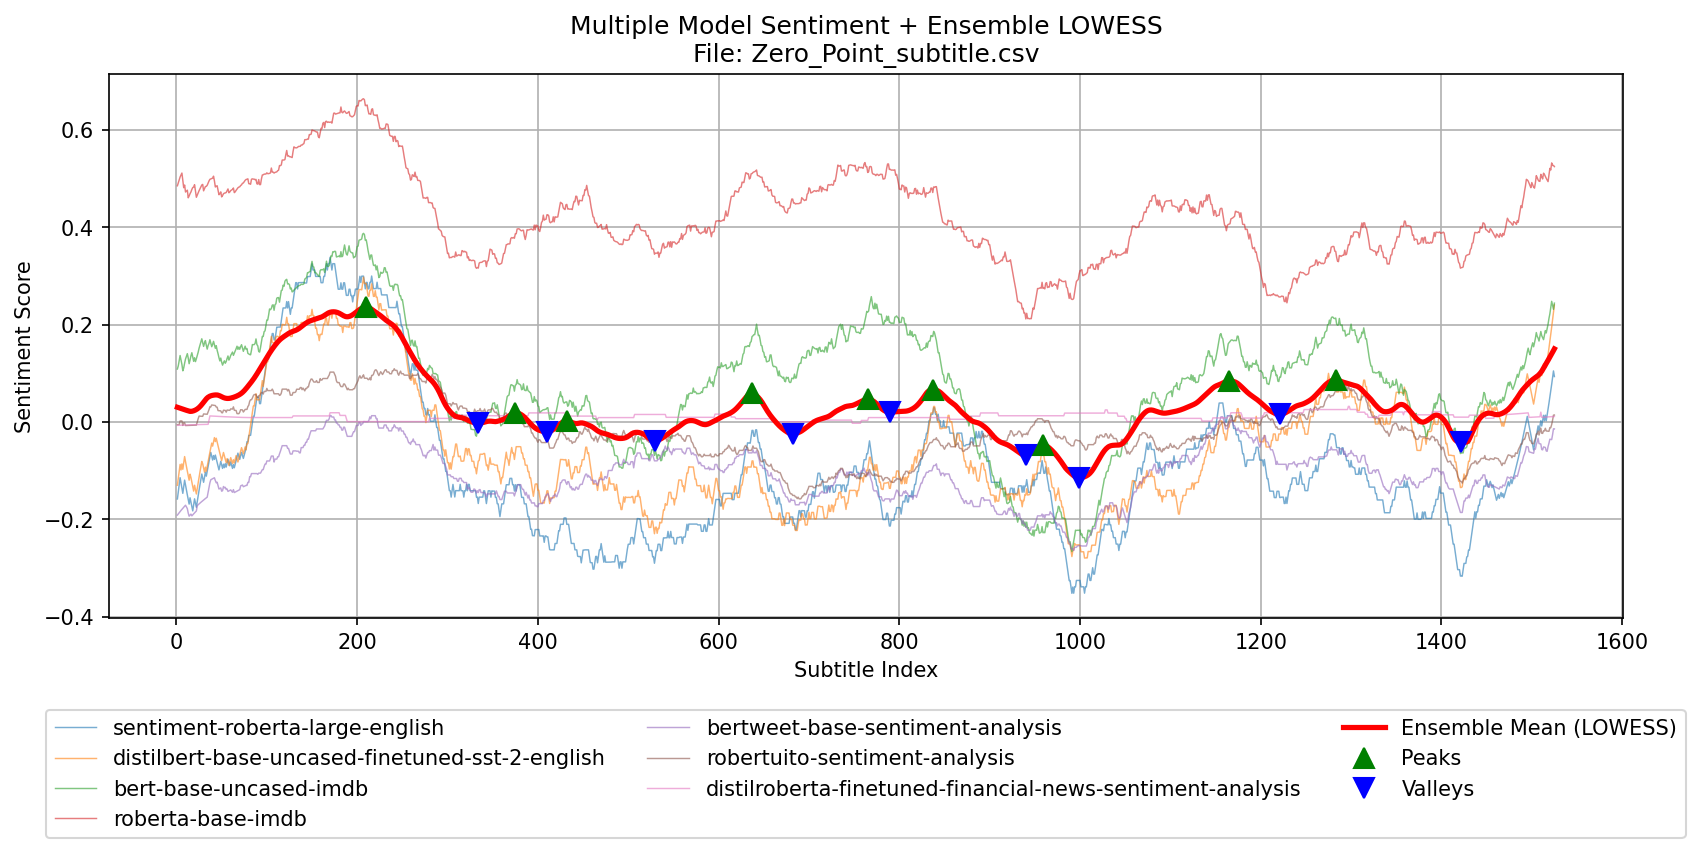 Multiple Model Sentiment + Ensemble LOWESS
File: Zero_Point_subtitle.csv
Sentiment Score
0.6
0.4
0.2
0.0
−0.2
−0.4
0 200 400 600 800 1000 1200 1400 1600
Subtitle Index
sentiment-roberta-large-english
distilbert-base-uncased-finetuned-sst-2-english
bert-base-uncased-imdb
roberta-base-imdb
bertweet-base-sentiment-analysis
robertuito-sentiment-analysis
distilroberta-finetuned-financial-news-sentiment-analysis
Ensemble Mean (LOWESS)
Peaks
Valleys